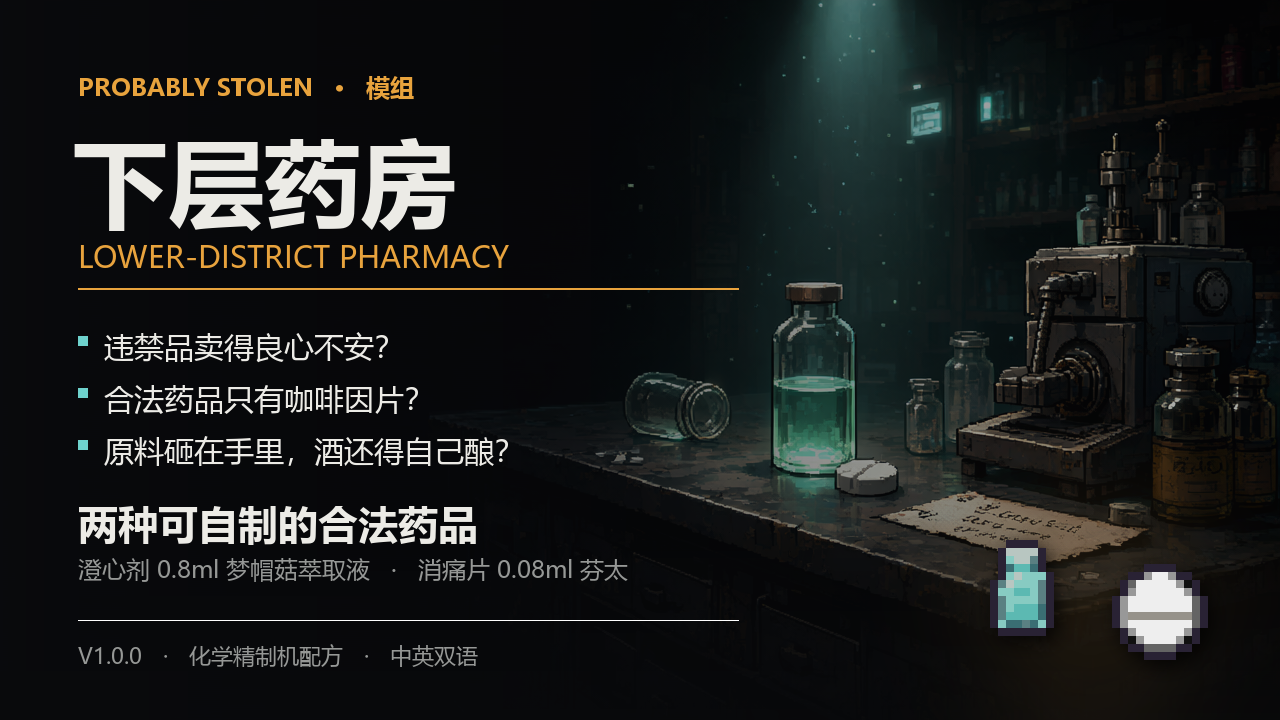 PROBABLY STOLEN • 模组
下层药房
LOWER-DISTRICT PHARMACY
违禁品卖得良心不安？
合法药品只有咖啡因片？
原料砸在手里，酒还得自己酿？
两种可自制的合法药品
澄心剂 0.8ml 梦帽菇萃取液 · 消痛片 0.08ml 芬太
V1.0.0 · 化学精制机配方 · 中英双语